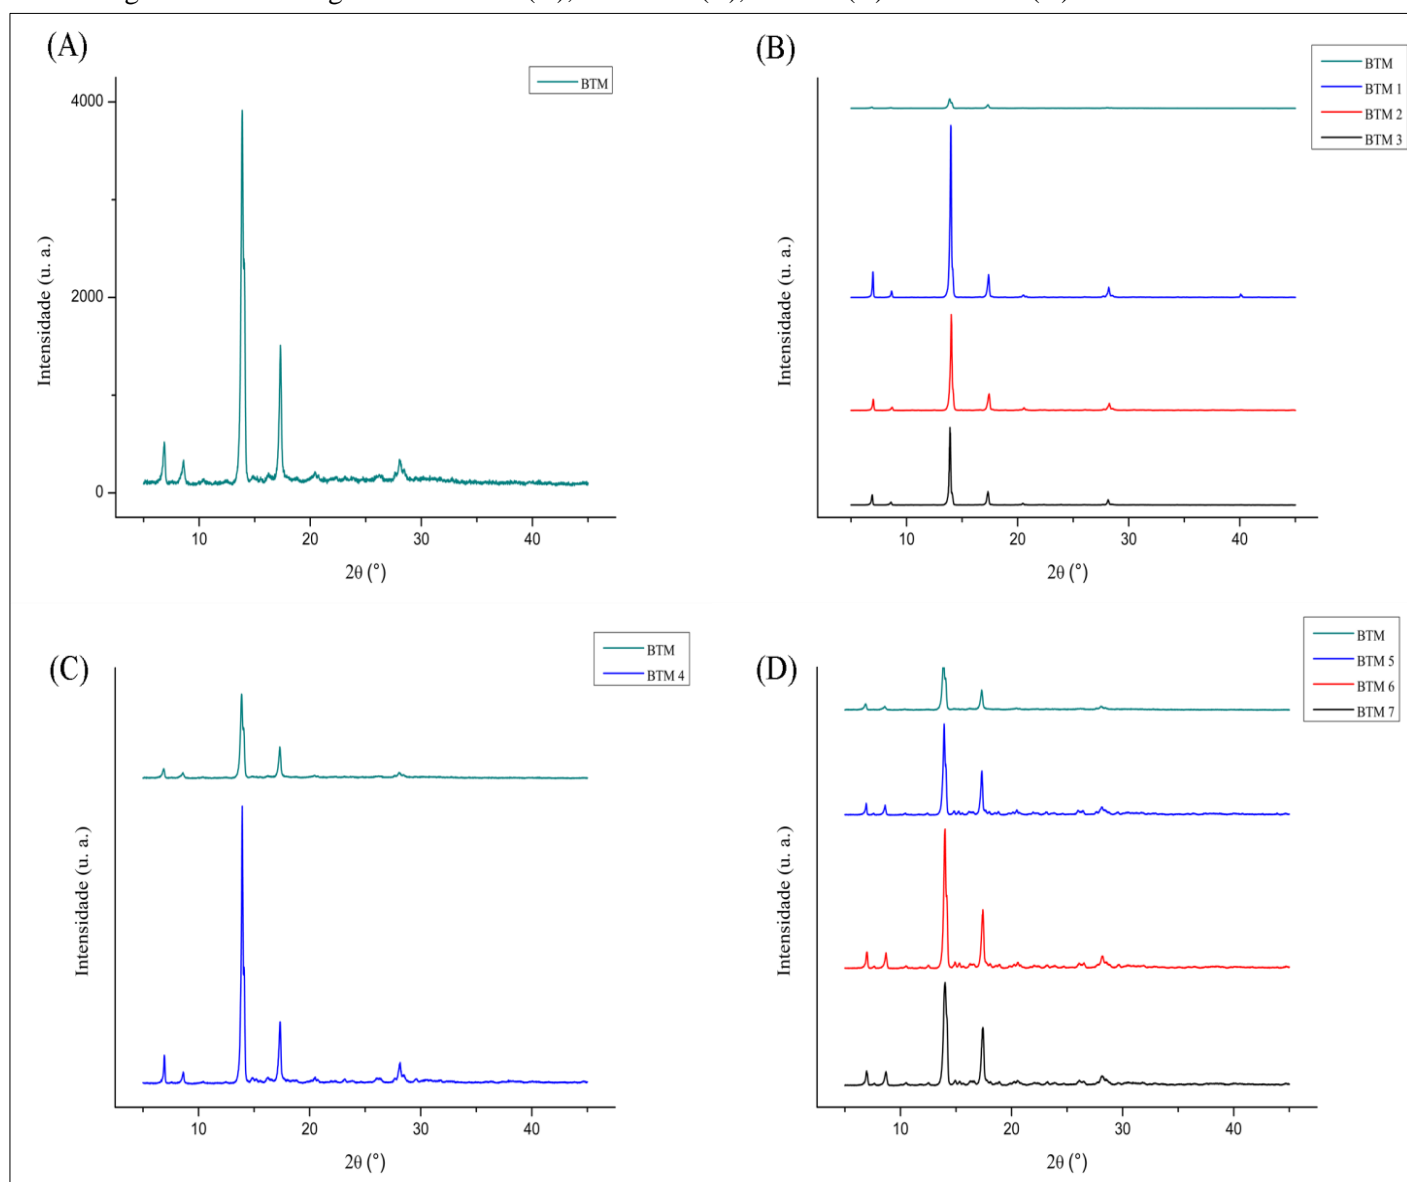 (A)
BTM
4000
2000
0
Intensidade (u. a.)
10 20 30 40
2θ (°)
(B)
BTM
BTM 1
BTM 2
BTM 3
Intensidade (u. a.)
10 20 30 40
2θ (°)
(C)
BTM
BTM 4
Intensidade (u. a.)
10 20 30 40
2θ (°)
(D)
BTM
BTM 5
BTM 6
BTM 7
Intensidade (u. a.)
10 20 30 40
2θ (°)